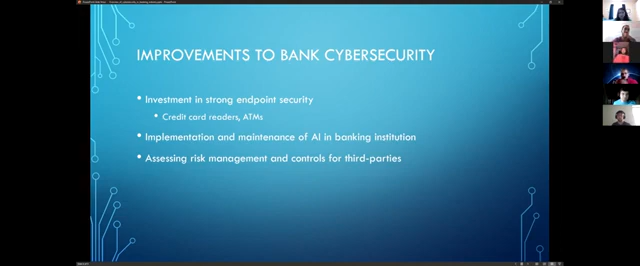 IMPROVEMENTS TO BANK CYBERSECURITY
• Investment in strong endpoint security
• Credit card readers, ATMs
• Implementation and maintenance of AI in banking institution
• Assessing risk management and controls for third-parties